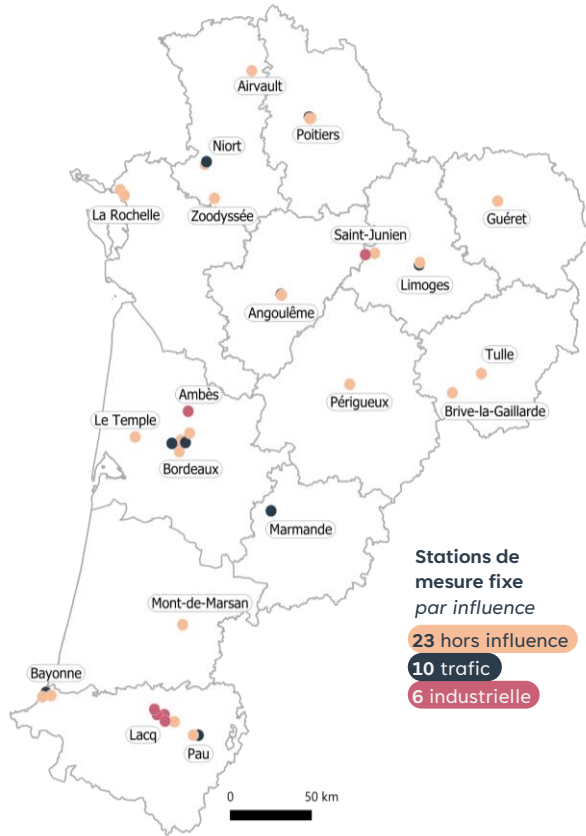 Airvault
Poitiers
Niort
La Rochelle
Zoodyssée
Guéret
Saint-Junien
Limoges
Angoulême
Tulle
Périgueux
Brive-la-Gaillarde
Ambès
Le Temple
Bordeaux
Marmande
Mont-de-Marsan
Bayonne
Lacq
Pau
Stations de
mesure fixe
par influence
23 hors influence
10 trafic
6 industrielle
0
50 km